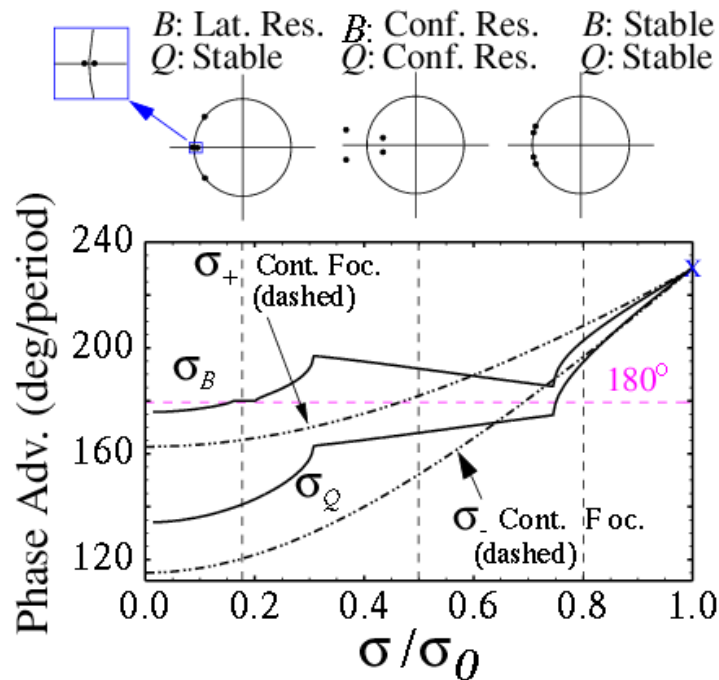 B: Lat. Res.
Q: Stable
B: Conf. Res.
Q: Conf. Res.
B: Stable
Q: Stable
Phase Adv. (deg/period)
240
200
160
120
σ+ Cont. Foc.
(dashed)
σB
180°
σQ
σ- Cont. Foc.
(dashed)
X
0.0 0.2 0.4 0.6 0.8 1.0
σ/σ0